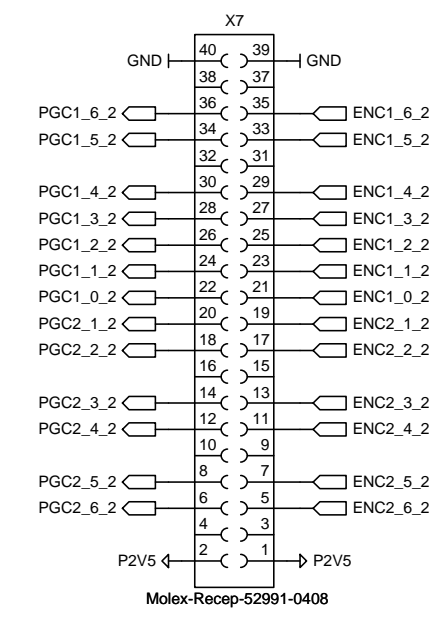 X7
GND 40 39 GND
38 37
PGC1_6_2 36 35 ENC1_6_2
PGC1_5_2 34 33 ENC1_5_2
32 31
PGC1_4_2 30 29 ENC1_4_2
PGC1_3_2 28 27 ENC1_3_2
PGC1_2_2 26 25 ENC1_2_2
PGC1_1_2 24 23 ENC1_1_2
PGC1_0_2 22 21 ENC1_0_2
PGC2_1_2 20 19 ENC2_1_2
PGC2_2_2 18 17 ENC2_2_2
16 15
PGC2_3_2 14 13 ENC2_3_2
PGC2_4_2 12 11 ENC2_4_2
10 9
PGC2_5_2 8 7 ENC2_5_2
PGC2_6_2 6 5 ENC2_6_2
4 3
P2V5 2 1 P2V5
Molex-Recep-52991-0408